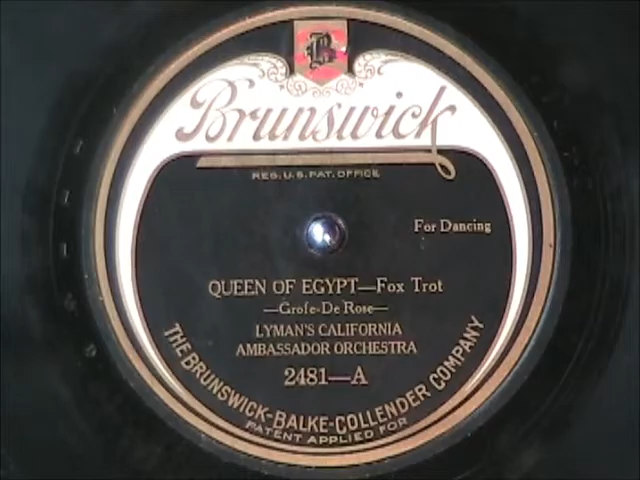 B
Brunswick
REG. U.S. PAT. OFFICE
For Dancing
QUEEN OF EGYPT—Fox Trot
—Grofe-De Rose—
LYMAN'S CALIFORNIA
AMBASSADOR ORCHESTRA
2481—A
THE BRUNSWICK-BALKE-COLLENDER COMPANY
PATENT APPLIED FOR